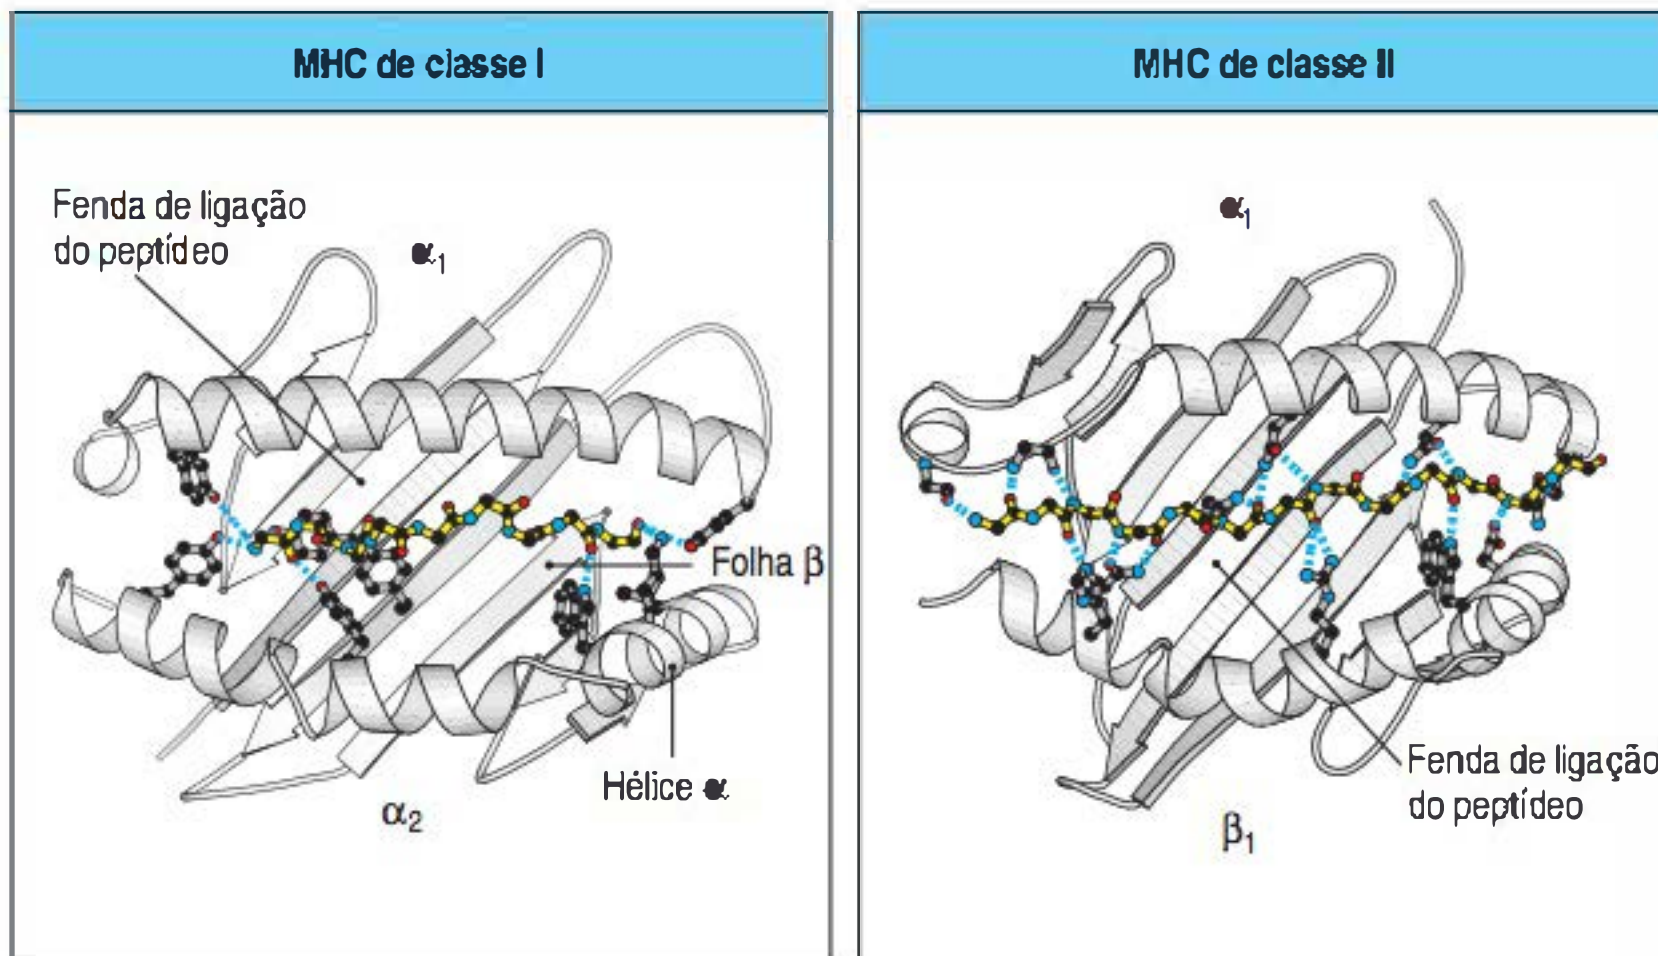 MHC de classe I
Fenda de ligação
do peptídeo
α₁
Folha β
Hélice α
α₂
MHC de classe II
α₁
Fenda de ligação
do peptídeo
β₁